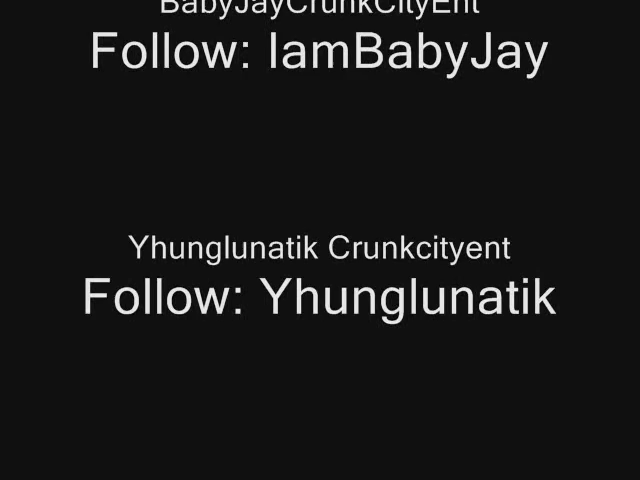 BabyJayCrunkCityEnt
Follow: IamBabyJay
Yhunglunatik Crunkcityent
Follow: Yhunglunatik